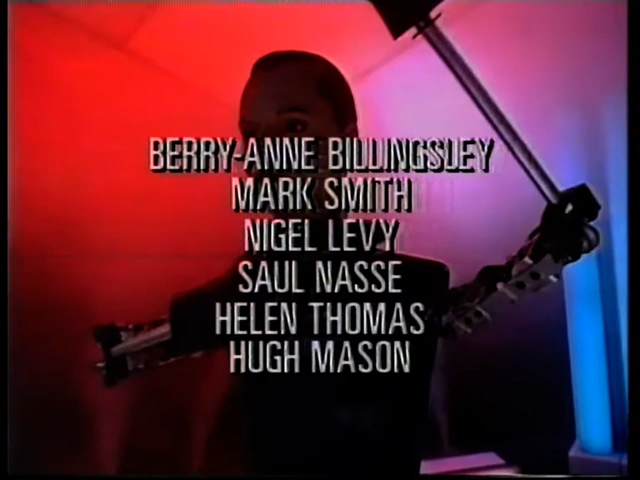 BERRY-ANNE BILLINGSLEY
MARK SMITH
NIGEL LEVY
SAUL NASSE
HELEN THOMAS
HUGH MASON